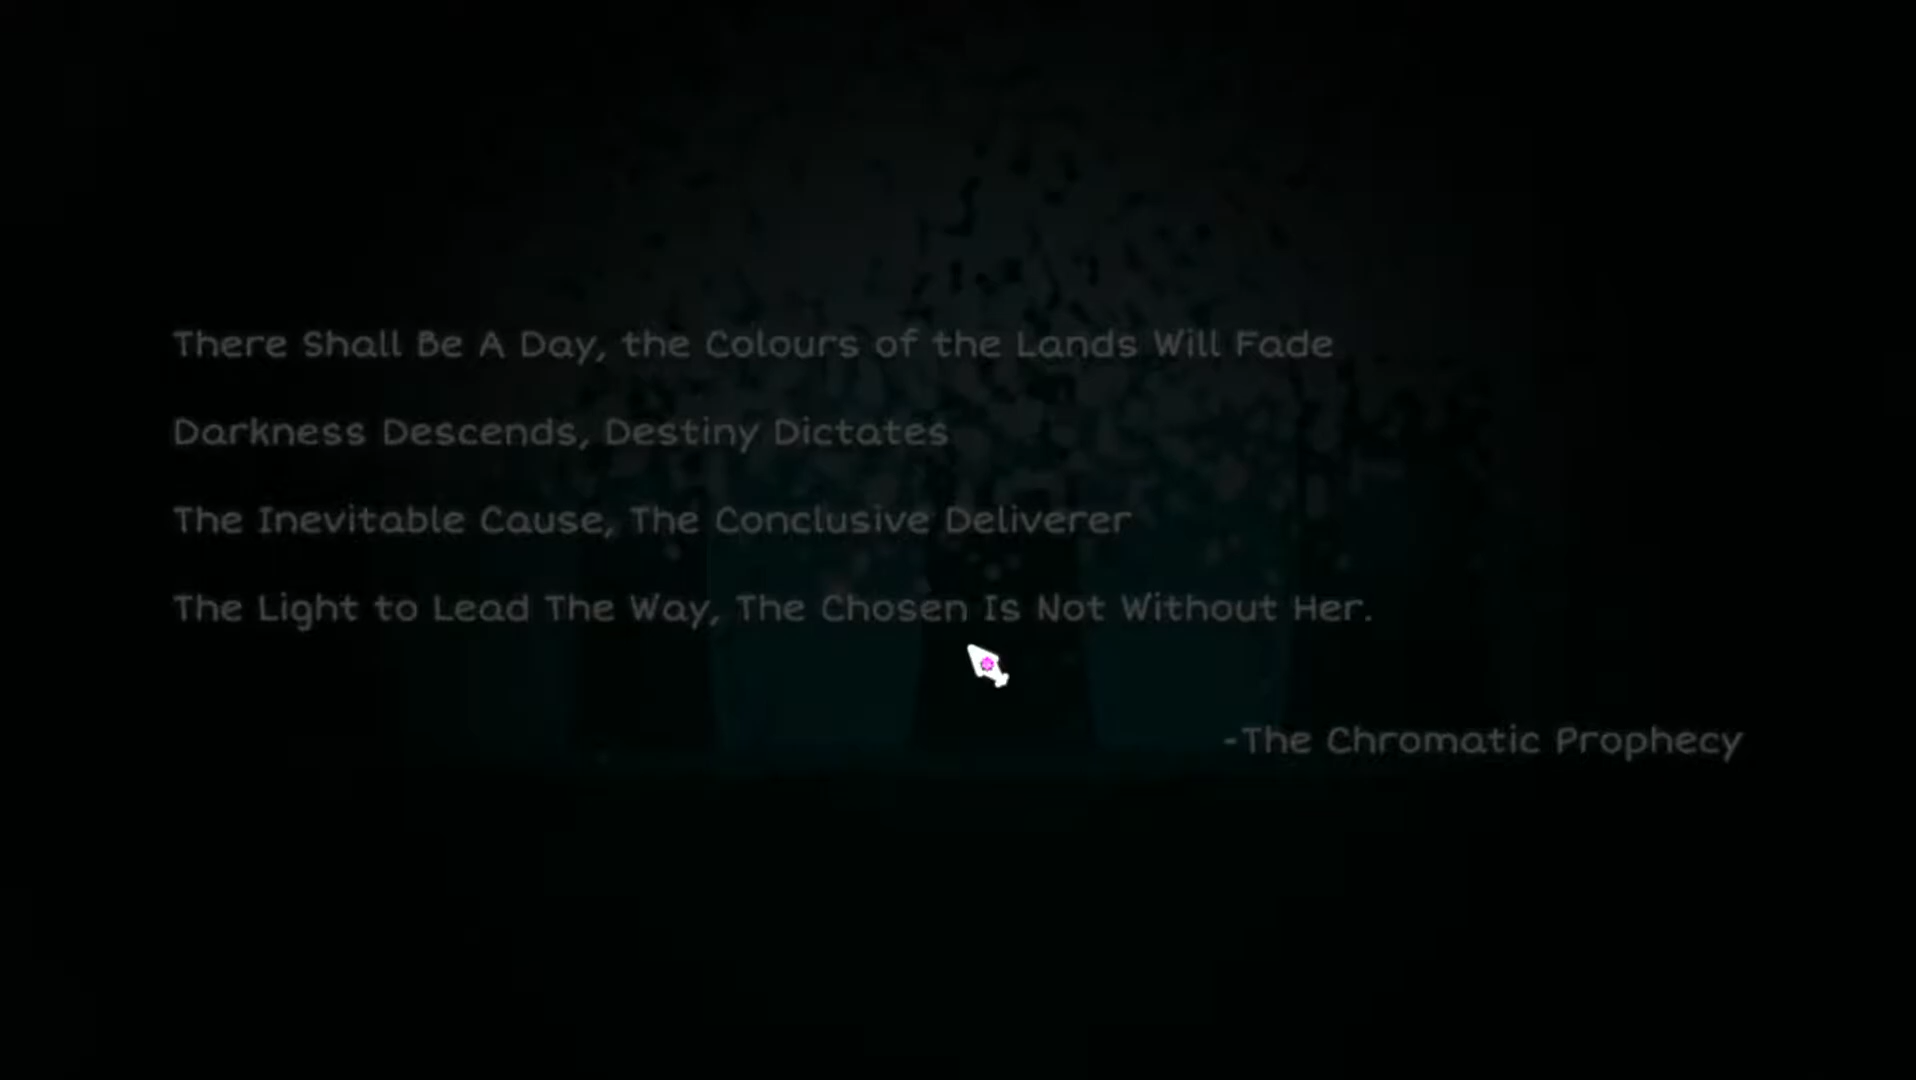 There Shall Be A Day, the Colours of the Lands Will Fade
Darkness Descends, Destiny Dictates
The Inevitable Cause, The Conclusive Deliverer
The Light to Lead The Way, The Chosen Is Not Without Her.
-The Chromatic Prophecy